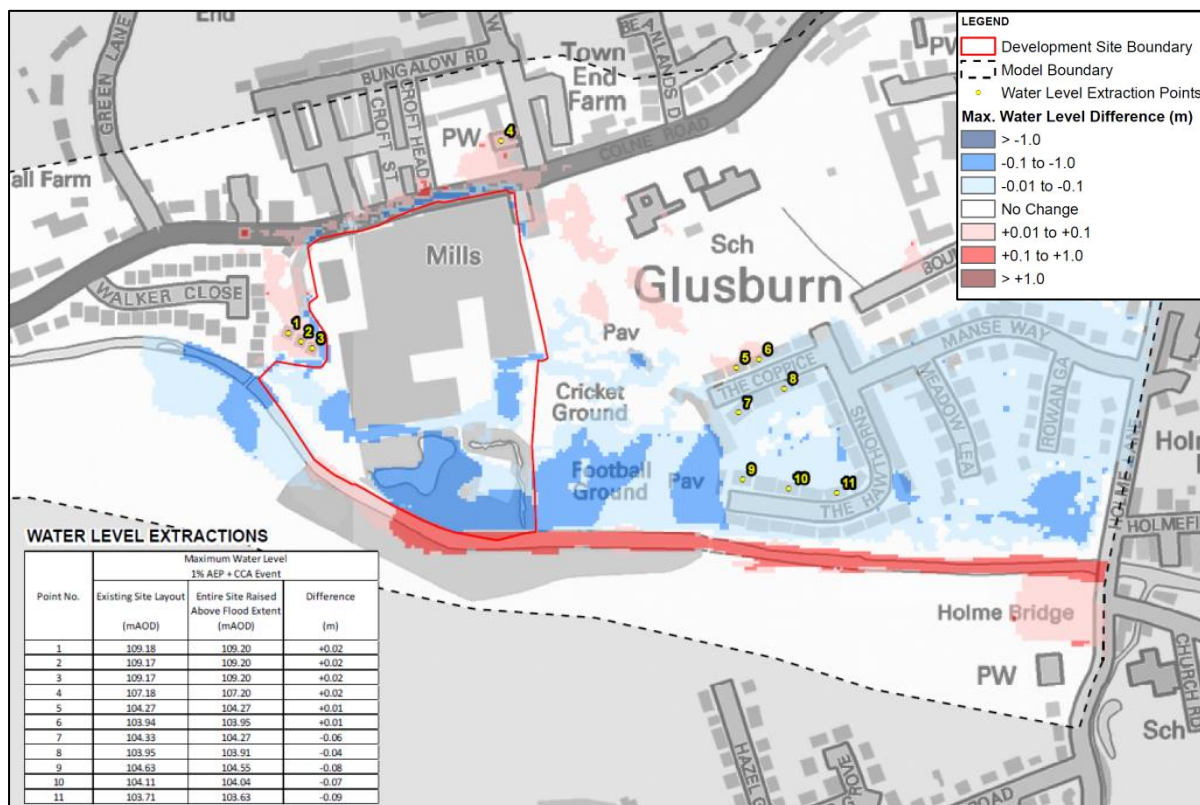 End
GREEN LANE
all Farm
BUNGALOW RD
CROFT ST
CROFT HEAD
W
Town
End
Farm
BEANLANDS D
PW
PW
COLNE ROAD
4
Mills
Sch
Glusburn
BOU
WALKER CLOSE
1
2
3
Pav
5
6
THE COPPICE
7
8
MANSE WAY
MEADOW LEA
ROWAN GA
THE HAWTHORNS
HOLME LANE
Holm
HOLMEFI
Cricket
Ground
Football
Ground
Pav
9
10
11
Holme Bridge
PW
CHURCH RD
Sch
HAZEL G
GROVE
LEGEND
Development Site Boundary
Model Boundary
Water Level Extraction Points
Max. Water Level Difference (m)
> -1.0
-0.1 to -1.0
-0.01 to -0.1
No Change
+0.01 to +0.1
+0.1 to +1.0
> +1.0
WATER LEVEL EXTRACTIONS
Point No.
Maximum Water Level
1% AEP + CCA Event
Existing Site Layout
(mAOD)
Entire Site Raised
Above Flood Extent
(mAOD)
Difference
(m)
1 109.18 109.20 +0.02
2 109.17 109.20 +0.02
3 109.17 109.20 +0.02
4 107.18 107.20 +0.02
5 104.27 104.27 +0.01
6 103.94 103.95 +0.01
7 104.33 104.27 -0.06
8 103.95 103.91 -0.04
9 104.63 104.55 -0.08
10 104.11 104.04 -0.07
11 103.71 103.63 -0.09